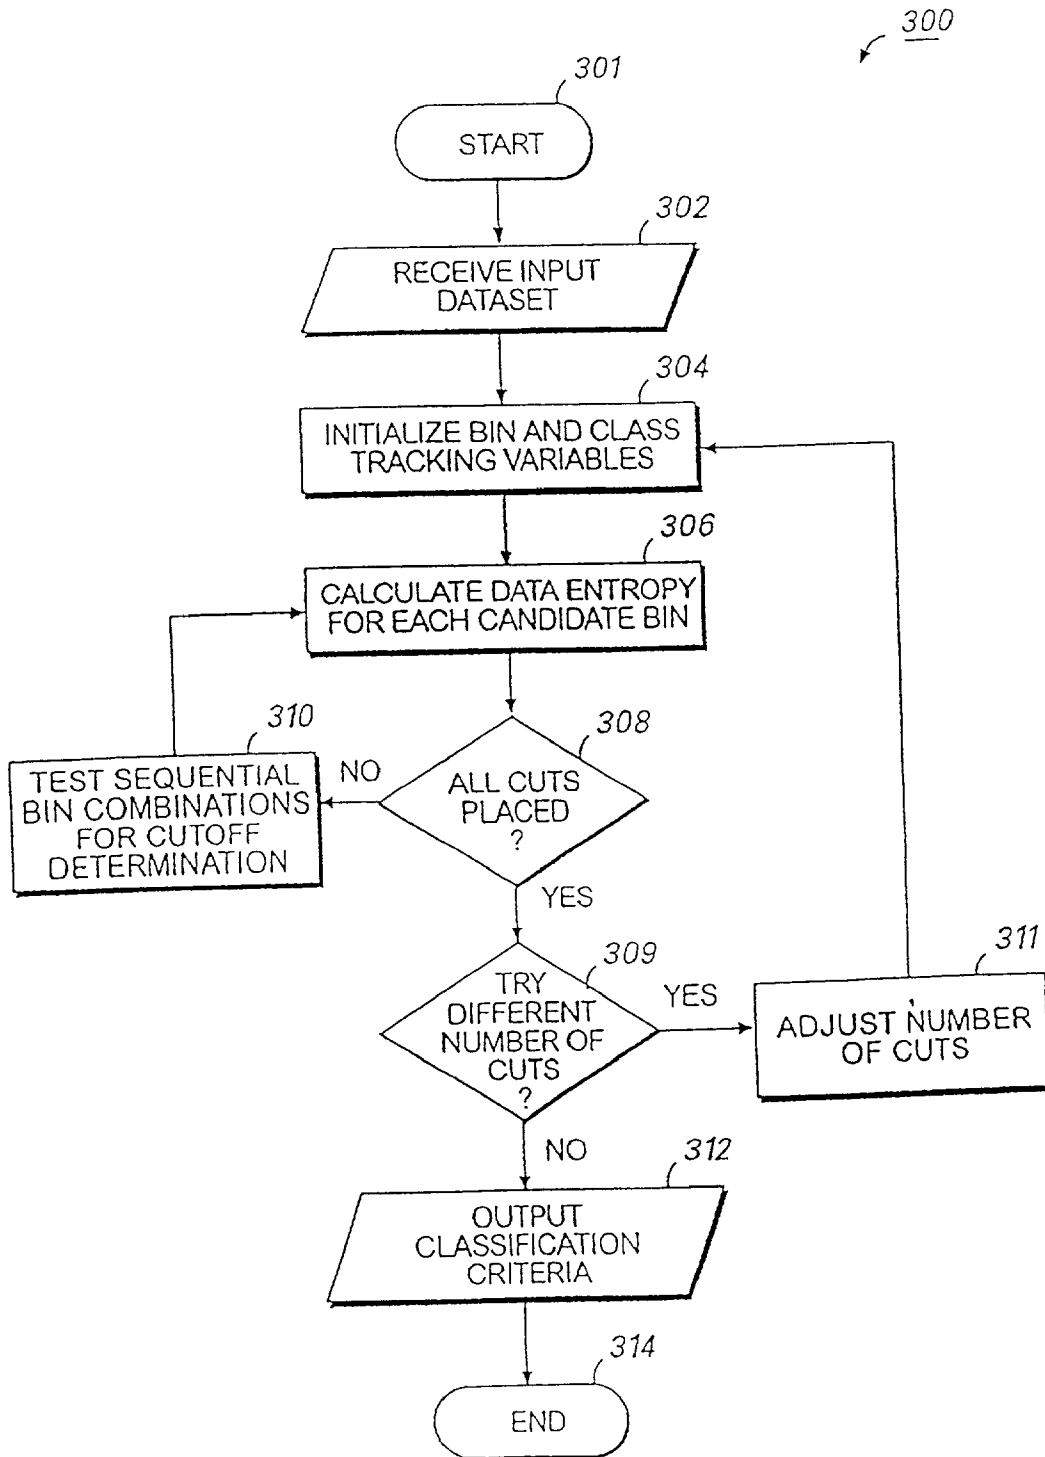 300
301
START
302
RECEIVE INPUT
DATASET
304
INITIALIZE BIN AND CLASS
TRACKING VARIABLES
306
CALCULATE DATA ENTROPY
FOR EACH CANDIDATE BIN
310
TEST SEQUENTIAL
BIN COMBINATIONS
FOR CUTOFF
DETERMINATION
NO
308
ALL CUTS
PLACED
?
YES
309
TRY
DIFFERENT
NUMBER OF
CUTS
?
YES
311
ADJUST NUMBER
OF CUTS
NO
312
OUTPUT
CLASSIFICATION
CRITERIA
314
END